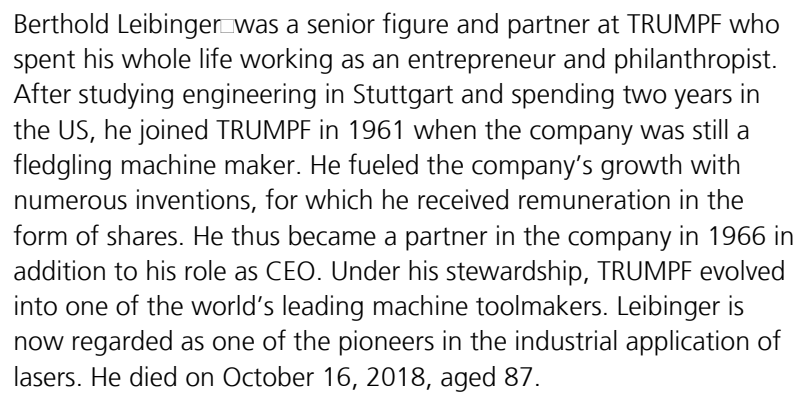 Berthold Leibinger□was a senior figure and partner at TRUMPF who
spent his whole life working as an entrepreneur and philanthropist.
After studying engineering in Stuttgart and spending two years in
the US, he joined TRUMPF in 1961 when the company was still a
fledgling machine maker. He fueled the company’s growth with
numerous inventions, for which he received remuneration in the
form of shares. He thus became a partner in the company in 1966 in
addition to his role as CEO. Under his stewardship, TRUMPF evolved
into one of the world’s leading machine toolmakers. Leibinger is
now regarded as one of the pioneers in the industrial application of
lasers. He died on October 16, 2018, aged 87.